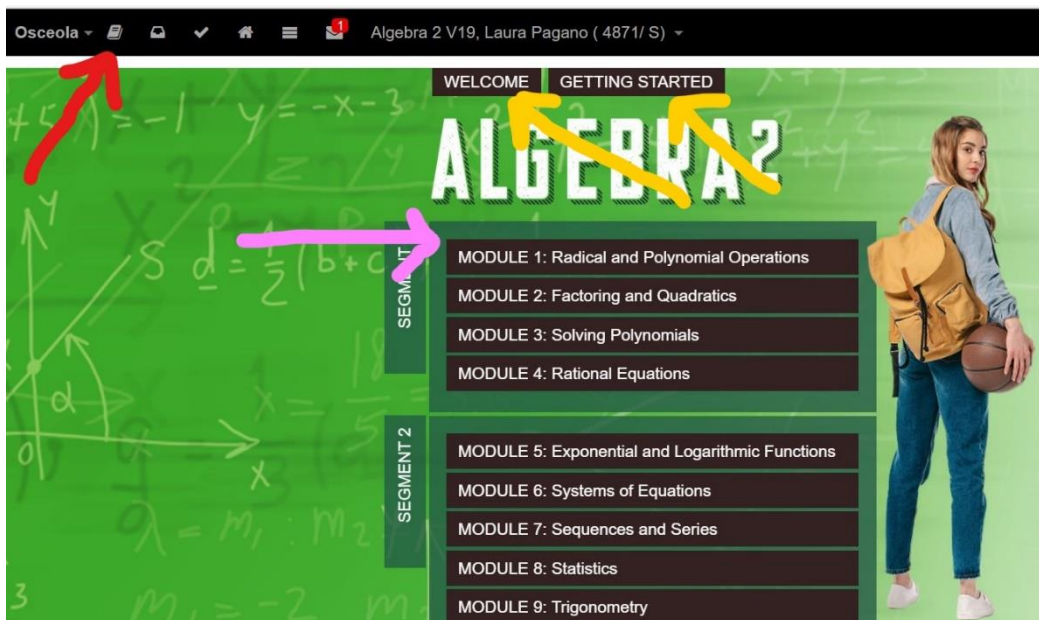 Osceola 1 Algebra 2 V19, Laura Pagano ( 4871/ S)
WELCOME GETTING STARTED
ALGEBRA2
SEGMENT
MODULE 1: Radical and Polynomial Operations
MODULE 2: Factoring and Quadratics
MODULE 3: Solving Polynomials
MODULE 4: Rational Equations
SEGMENT 2
MODULE 5: Exponential and Logarithmic Functions
MODULE 6: Systems of Equations
MODULE 7: Sequences and Series
MODULE 8: Statistics
MODULE 9: Trigonometry
y = -x-3